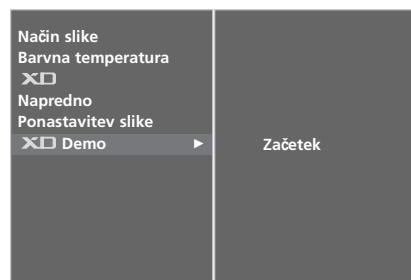 Način slike
Barvna temperatura
XD
Napredno
Ponastavitev slike
XD Demo ►
Začetek